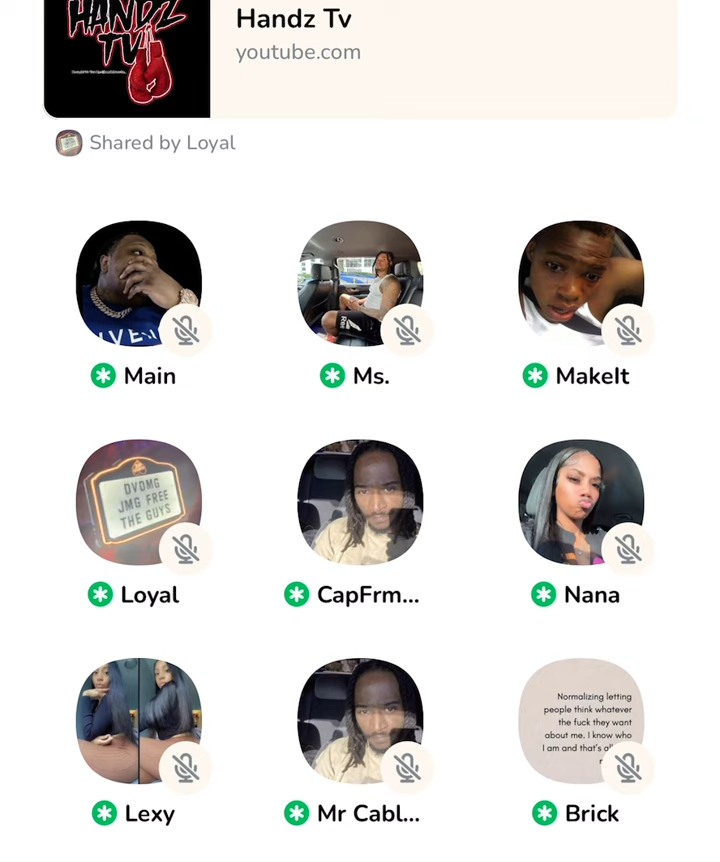 HANDZ
TV
Handz Tv
youtube.com
Shared by Loyal
Main
Ms.
MakeIt
DVDMG
JMG FREE
THE GUYS
Loyal
CapFrm...
Nana
Lexy
Mr Cabl...
Normalizing letting
people think whatever
the fuck they want
about me. I know who
I am and that's
Brick